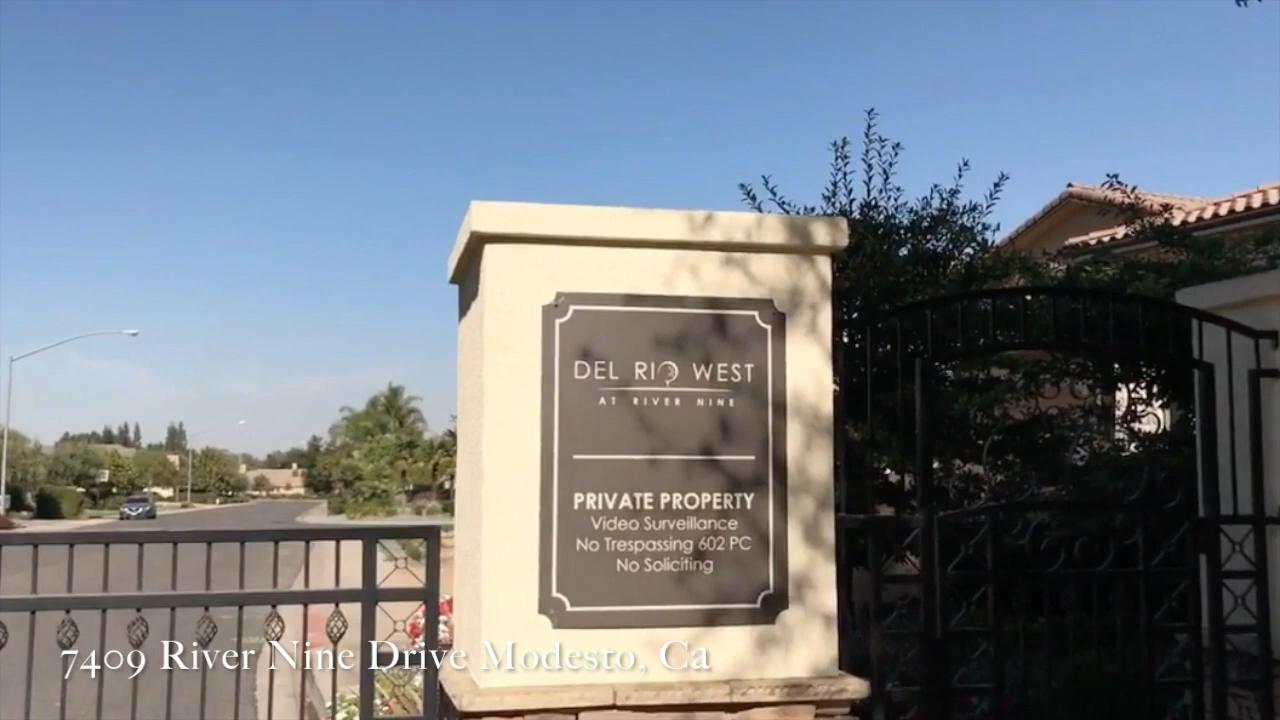 DEL RIO WEST
AT RIVER NINE
PRIVATE PROPERTY
Video Surveillance
No Trespassing 602 PC
No Soliciting
7409 River Nine Drive Modesto, Ca